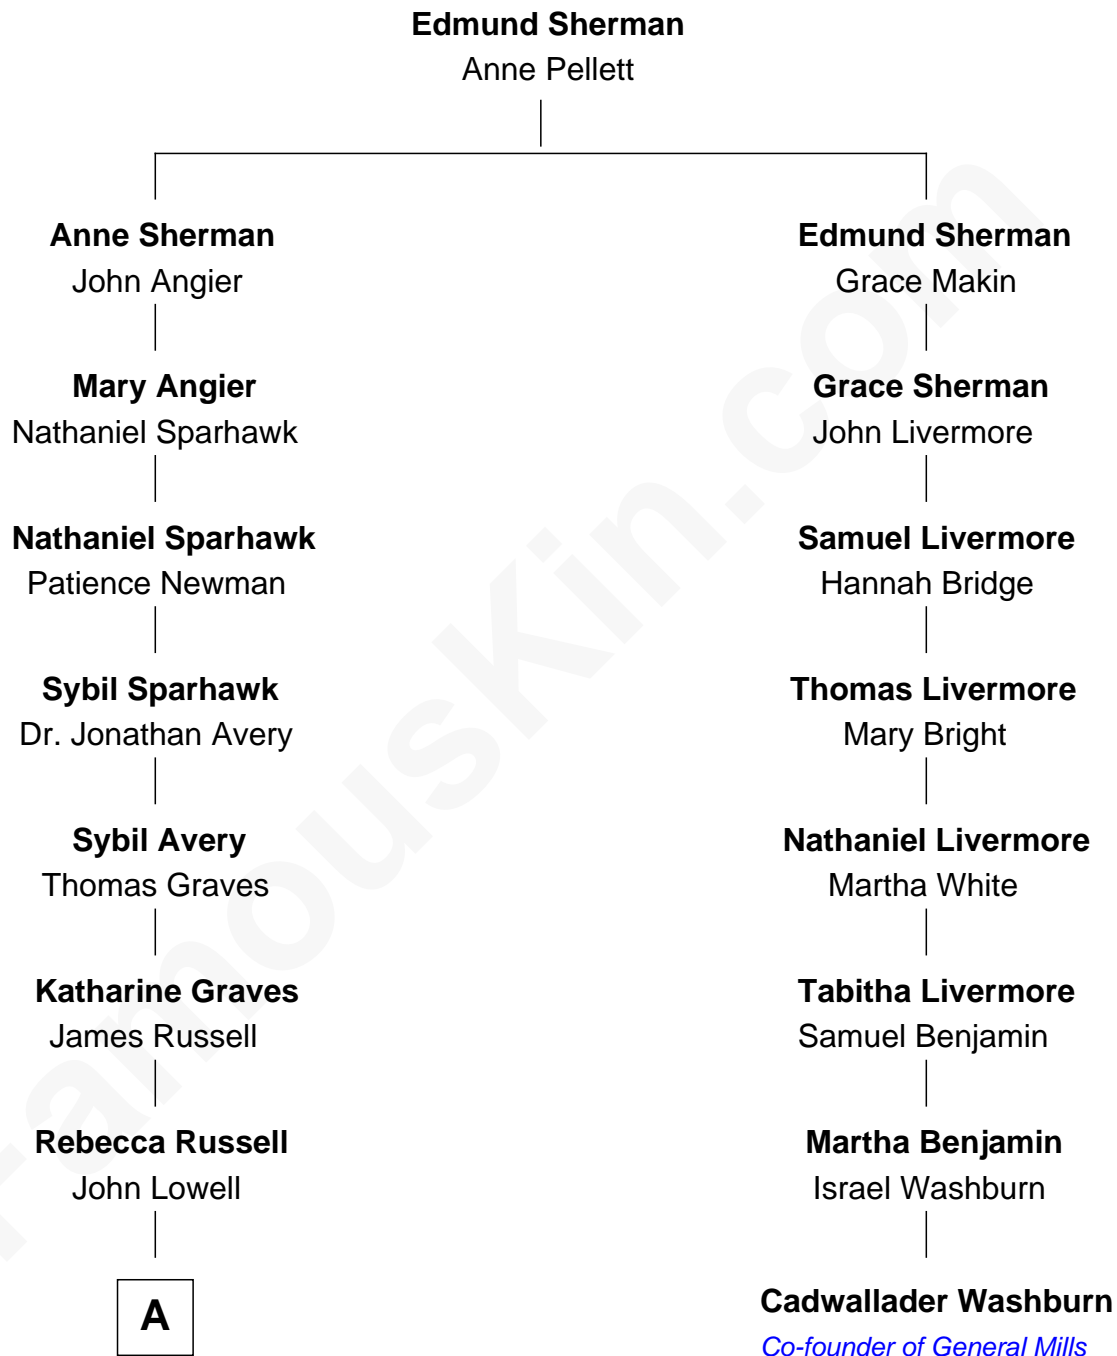 Edmund Sherman
Anne Pellett
Anne Sherman
John Angier
Edmund Sherman
Grace Makin
Mary Angier
Nathaniel Sparhawk
Grace Sherman
John Livermore
Nathaniel Sparhawk
Patience Newman
Samuel Livermore
Hannah Bridge
Sybil Sparhawk
Dr. Jonathan Avery
Thomas Livermore
Mary Bright
Sybil Avery
Thomas Graves
Nathaniel Livermore
Martha White
Katharine Graves
James Russell
Tabitha Livermore
Samuel Benjamin
Rebecca Russell
John Lowell
Martha Benjamin
Israel Washburn
A
Cadwallader Washburn
Co-founder of General Mills
FamousKin.com